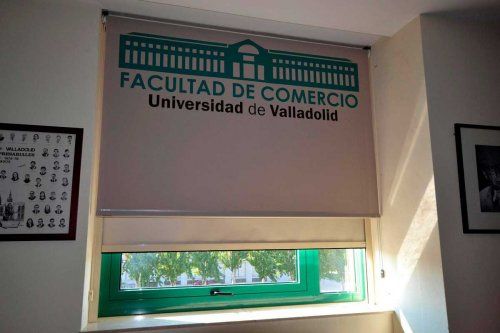 FACULTAD DE COMERCIO
Universidad de Valladolid
VALLADOLID